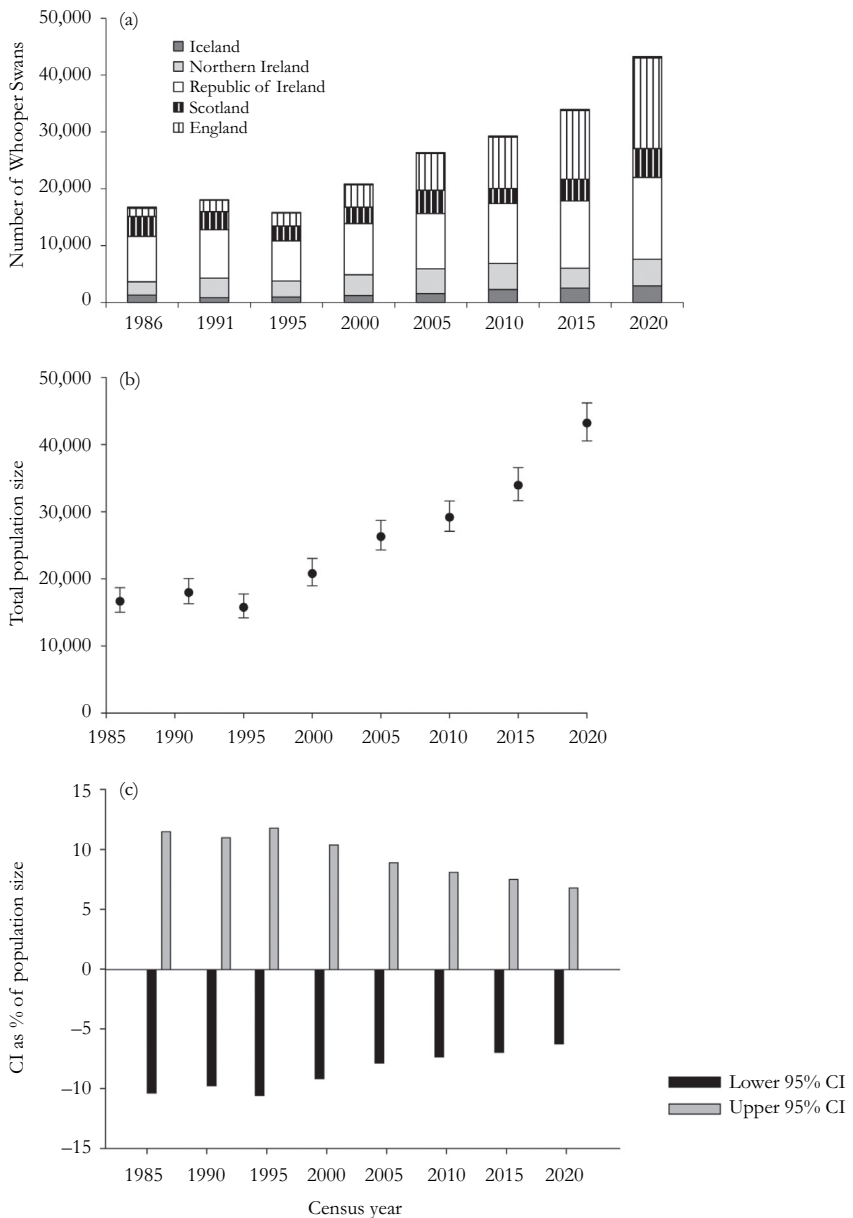 (a)
50,000
40,000
30,000
20,000
10,000
0
Number of Whooper Swans
Iceland
Northern Ireland
Republic of Ireland
Scotland
England
1986 1991 1995 2000 2005 2010 2015 2020
(b)
50,000
40,000
30,000
20,000
10,000
0
Total population size
1985 1990 1995 2000 2005 2010 2015 2020
(c)
15
10
5
0
–5
–10
–15
CI as % of population size
Lower 95% CI
Upper 95% CI
1985 1990 1995 2000 2005 2010 2015 2020
Census year